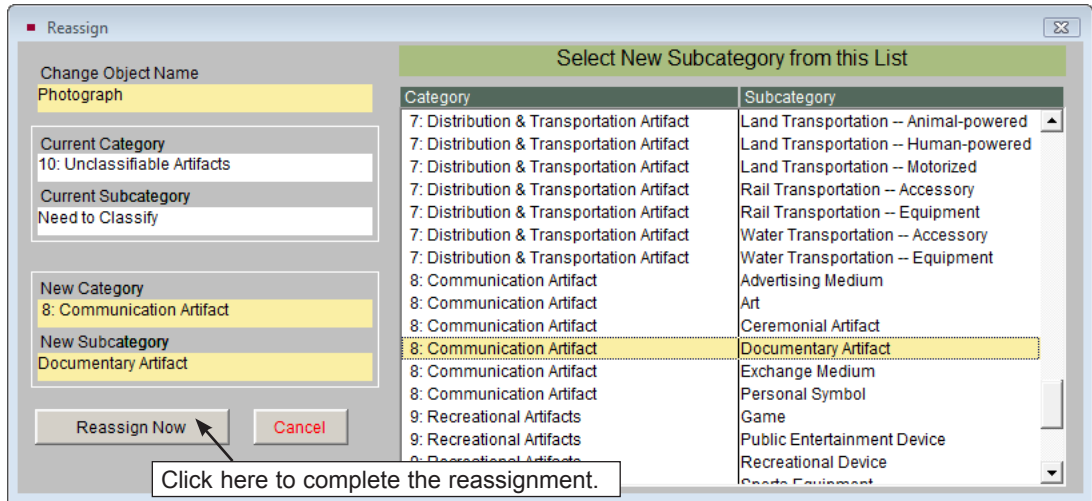 Reassign
Change Object Name
Photograph
Current Category
10: Unclassifiable Artifacts
Current Subcategory
Need to Classify
New Category
8: Communication Artifact
New Subcategory
Documentary Artifact
Reassign Now
Cancel
Select New Subcategory from this List
Category Subcategory
7: Distribution & Transportation Artifact Land Transportation -- Animal-powered
7: Distribution & Transportation Artifact Land Transportation -- Human-powered
7: Distribution & Transportation Artifact Land Transportation -- Motorized
7: Distribution & Transportation Artifact Rail Transportation -- Accessory
7: Distribution & Transportation Artifact Rail Transportation -- Equipment
7: Distribution & Transportation Artifact Water Transportation -- Accessory
7: Distribution & Transportation Artifact Water Transportation -- Equipment
8: Communication Artifact Advertising Medium
8: Communication Artifact Art
8: Communication Artifact Ceremonial Artifact
8: Communication Artifact Documentary Artifact
8: Communication Artifact Exchange Medium
8: Communication Artifact Personal Symbol
9: Recreational Artifacts Game
9: Recreational Artifacts Public Entertainment Device
9: Recreational Artifacts Recreational Device
Sports Equipment
Click here to complete the reassignment.